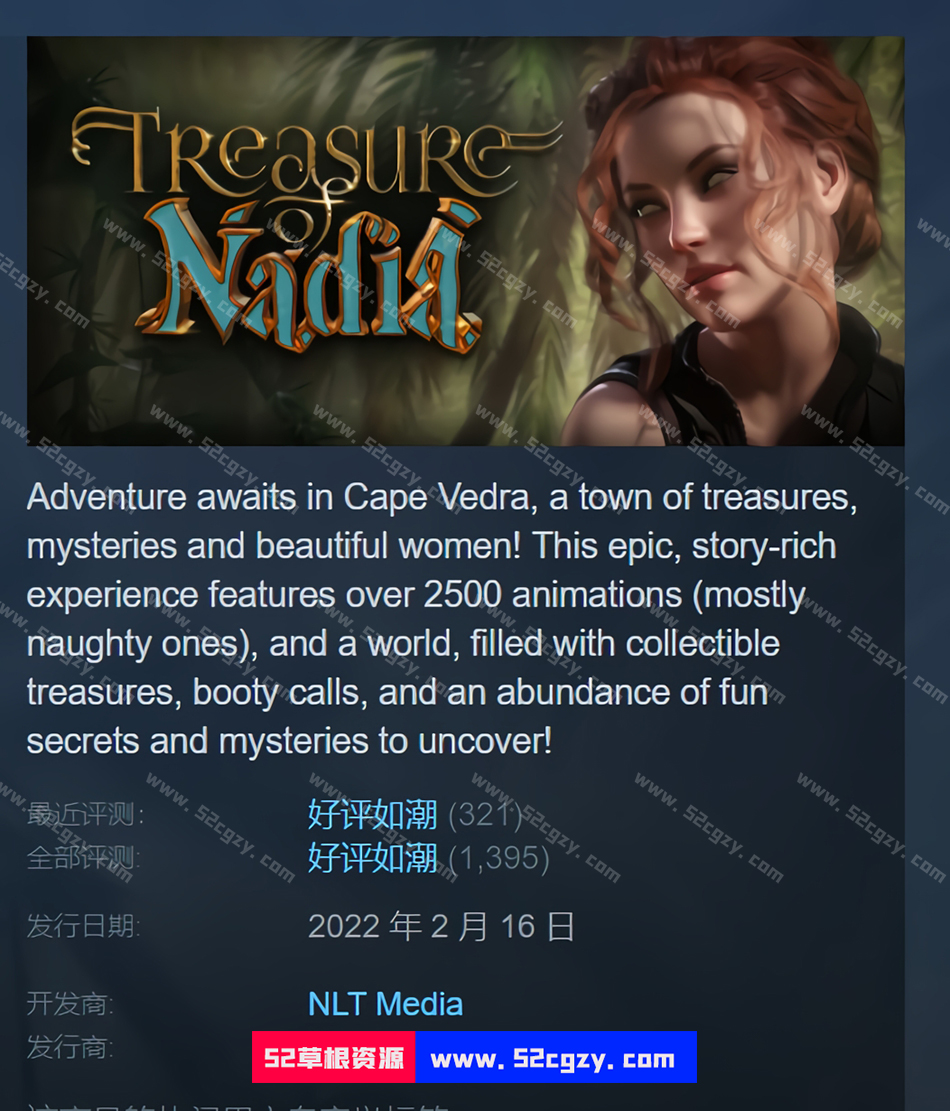 Treasure
of
Nadia
Adventure awaits in Cape Vedra, a town of treasures,
mysteries and beautiful women! This epic, story-rich
experience features over 2500 animations (mostly
naughty ones), and a world, filled with collectible
treasures, booty calls, and an abundance of fun
secrets and mysteries to uncover!
最近评测: 好评如潮 (321)
全部评测: 好评如潮 (1,395)
发行日期: 2022 年 2 月 16 日
开发商: NLT Media
发行商:
52草根资源 www.52cgzy.com
www.52cgzy.com